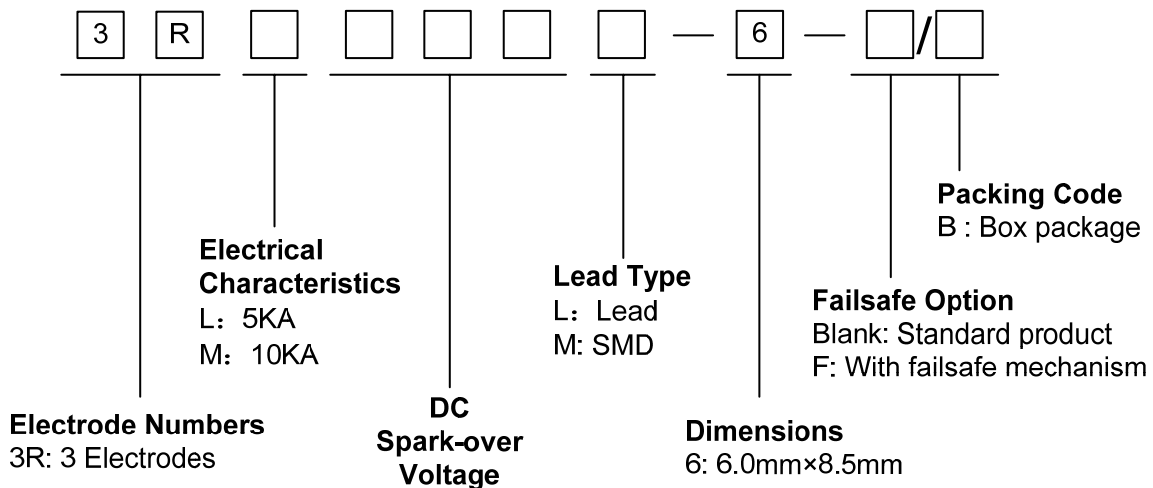 3 R — 6 — /
Packing Code
B : Box package
Electrical
Characteristics
L： 5KA
M： 10KA
Lead Type
L： Lead
M: SMD
Failsafe Option
Blank: Standard product
F: With failsafe mechanism
Electrode Numbers
3R: 3 Electrodes
DC
Spark-over
Voltage
Dimensions
6: 6.0mm×8.5mm